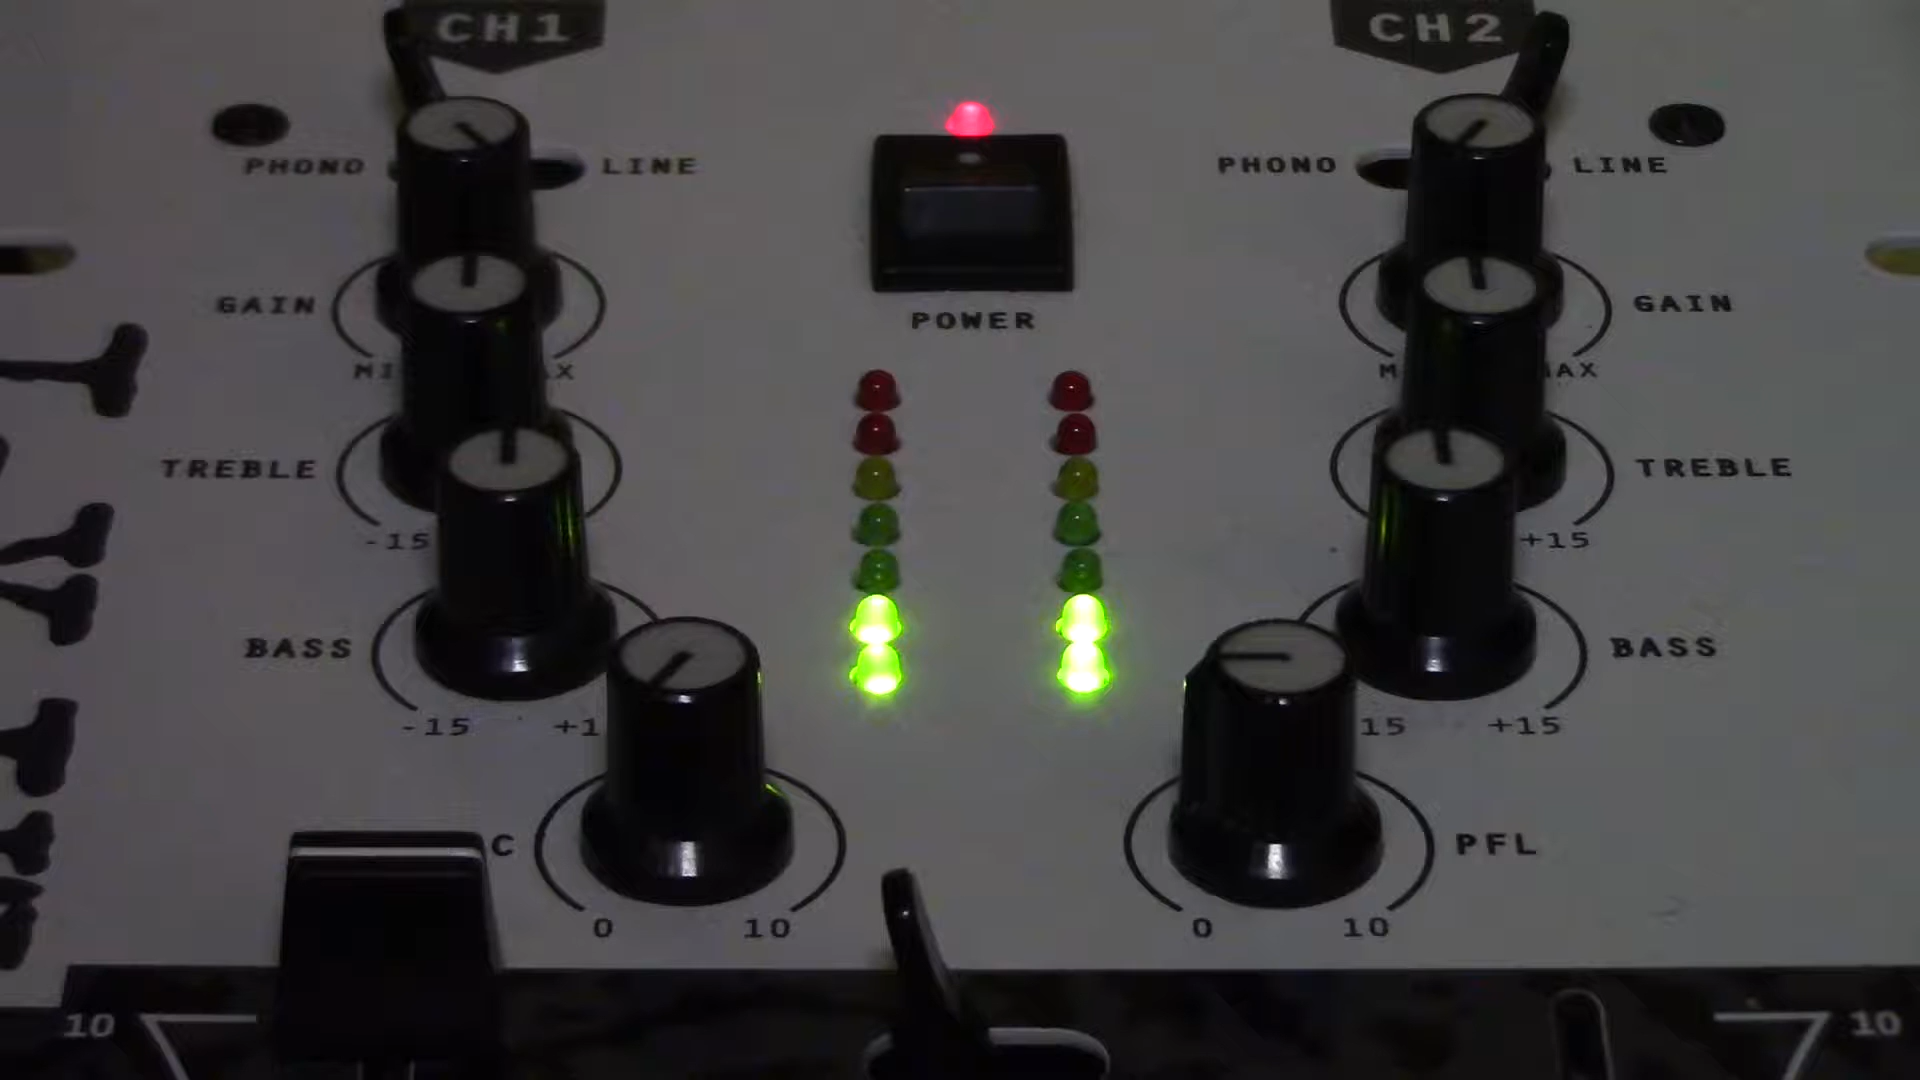 CH1
CH2
PHONO LINE
PHONO LINE
GAIN
GAIN
POWER
TREBLE
TREBLE
-15
+15
BASS
BASS
-15
15 +15
PFL
0 10
0 10
10
10